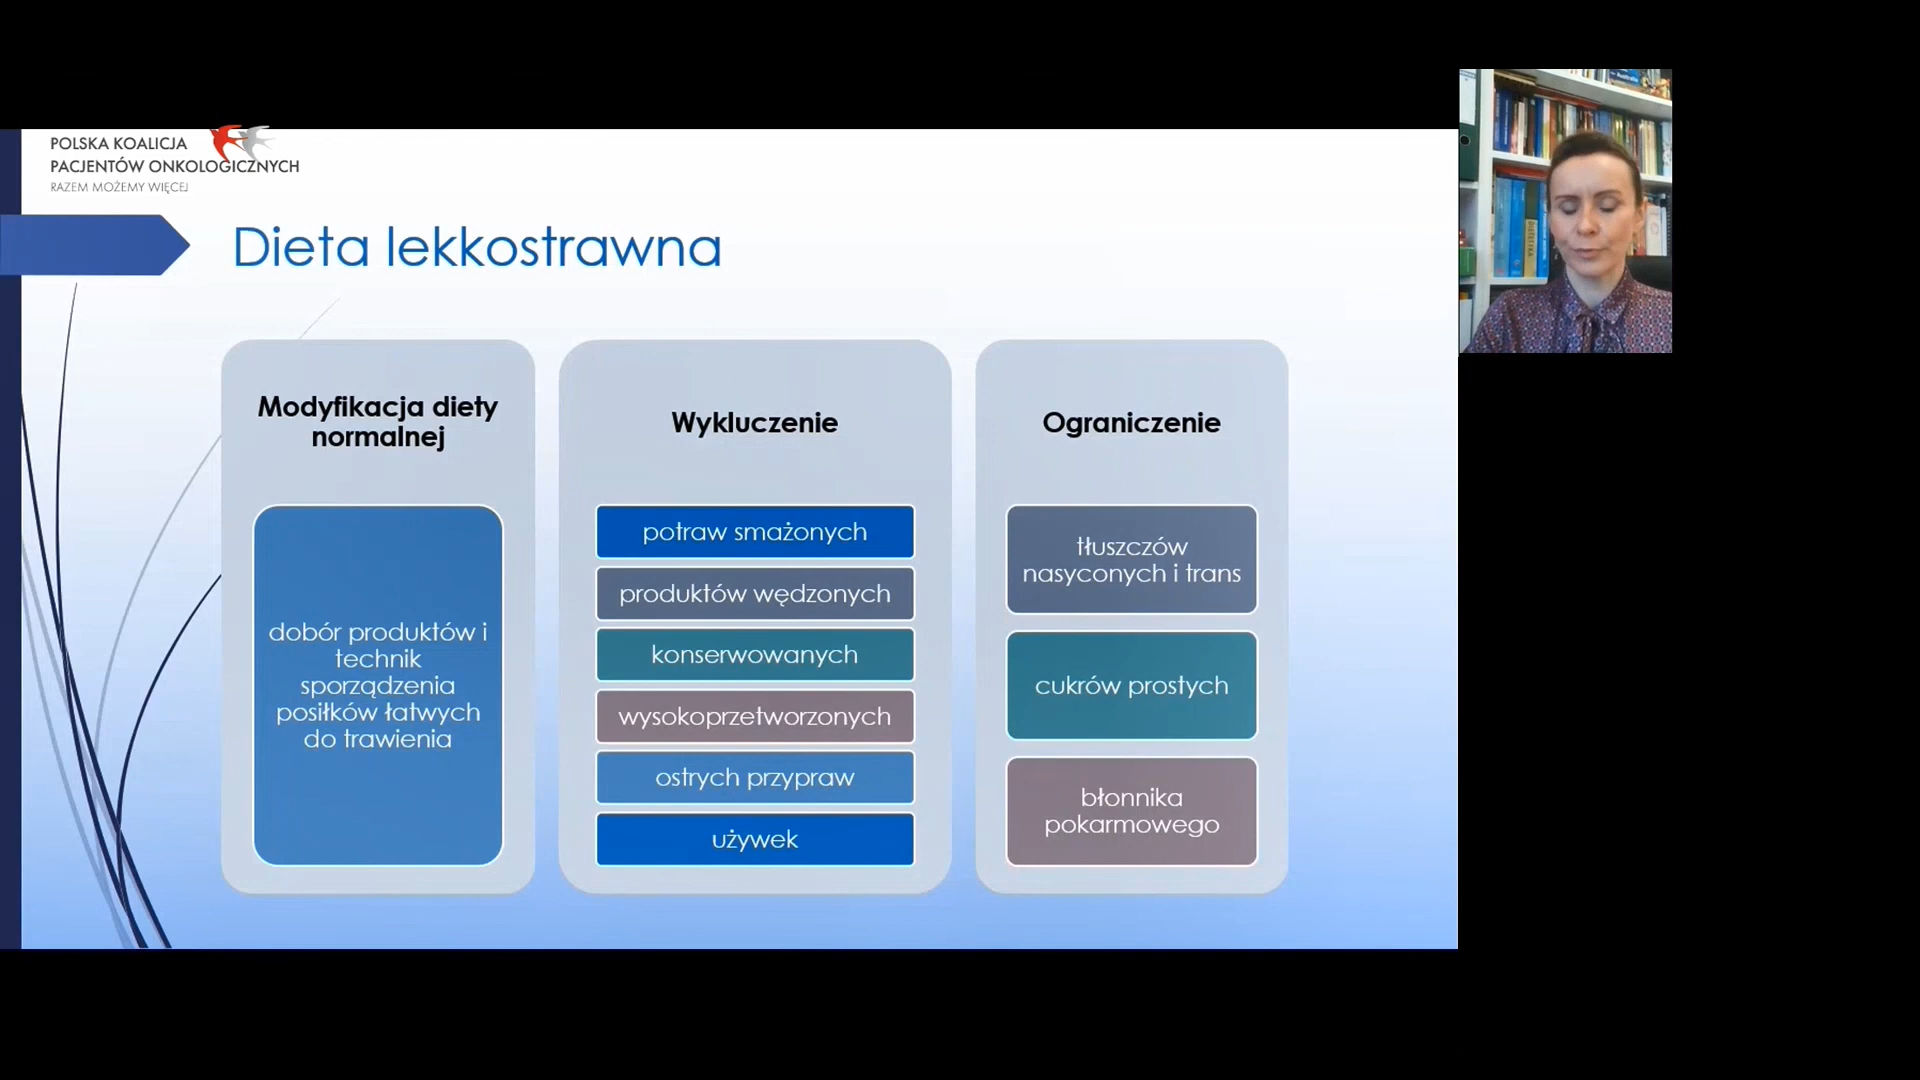 POLSKA KOALICJA
PACJENTÓW ONKOLOGICZNYCH
RAZEM MOŻEMY WIĘCEJ
Dieta lekkostrawna
Modyfikacja diety
normalnej
dobór produktów i
technik
sporządzenia
posiłków łatwych
do trawienia
Wykluczenie
potraw smażonych
produktów wędzonych
konserwowanych
wysokoprzetworzonych
ostrych przypraw
używek
Ograniczenie
tłuszczów
nasyconych i trans
cukrów prostych
błonnika
pokarmowego
Australia
DIETETYKA